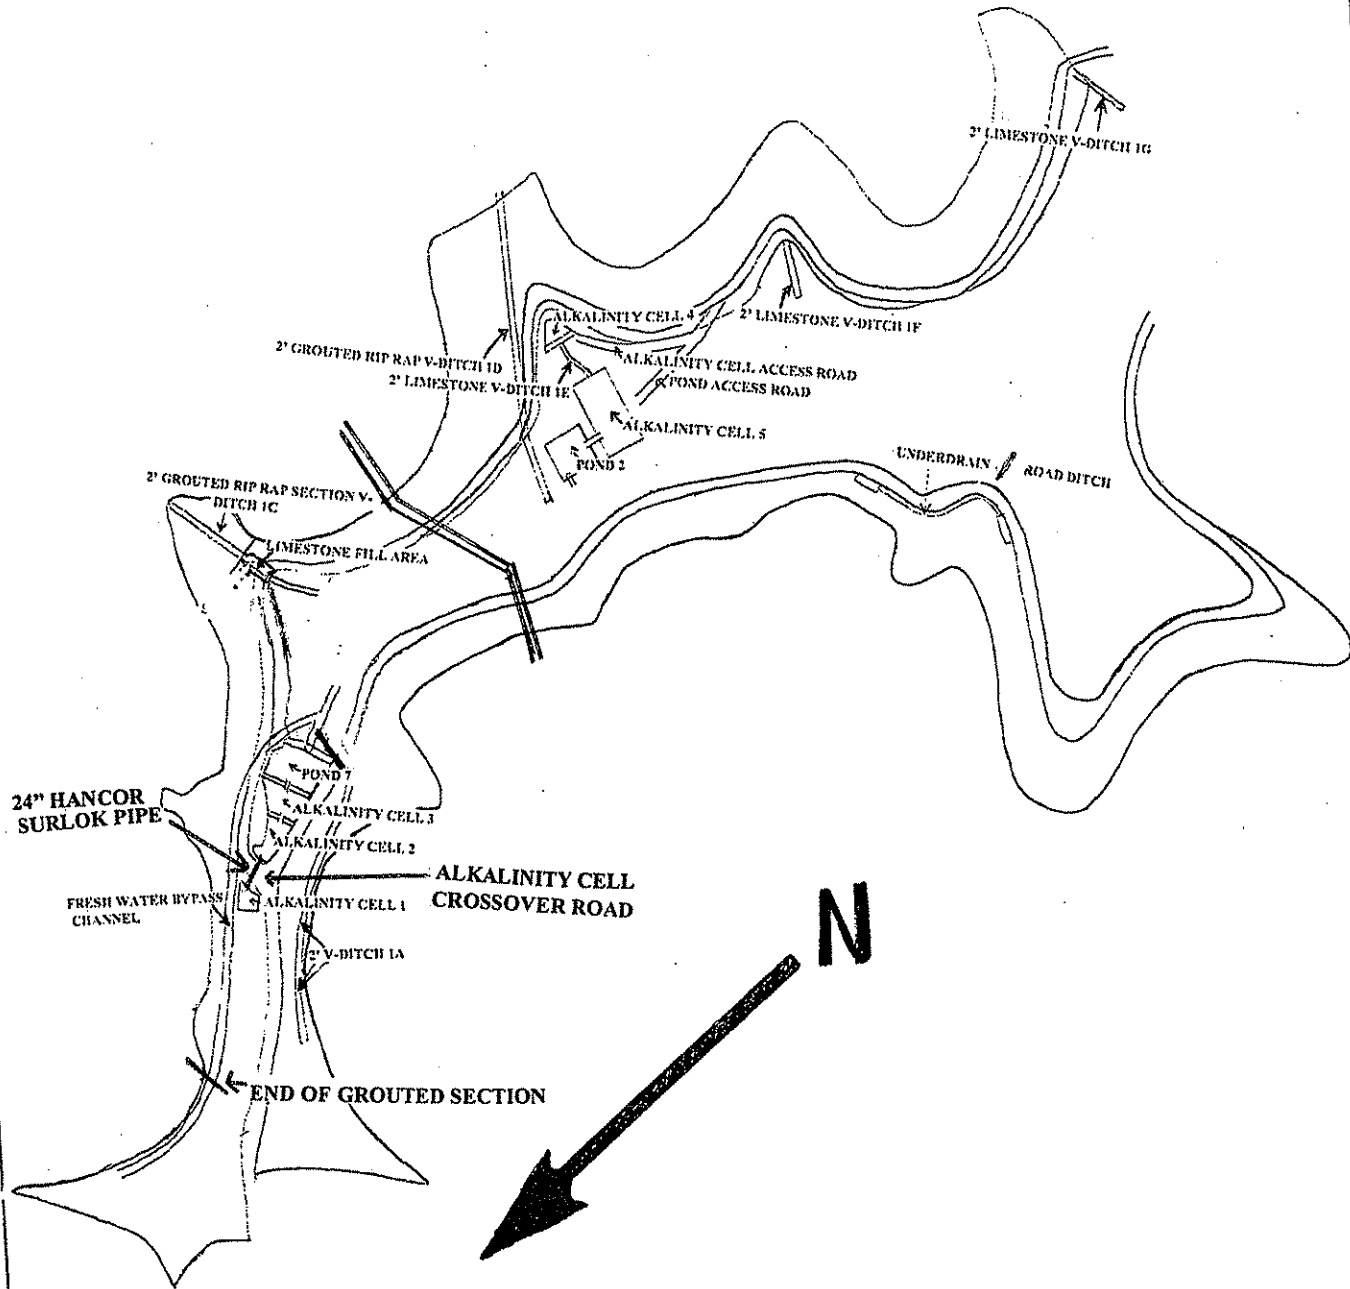 2' LIMESTONE V-DITCH 1G
ALKALINITY CELL 4
2' LIMESTONE V-DITCH 1F
2' GROUTED RIP RAP V-DITCH 1D
ALKALINITY CELL ACCESS ROAD
2' LIMESTONE V-DITCH 1E
POND ACCESS ROAD
ALKALINITY CELL 5
POND 2
UNDERDRAIN
ROAD DITCH
2' GROUTED RIP RAP SECTION V-
DITCH 1C
LIMESTONE FILL AREA
POND 7
24" HANCOR
SURLOK PIPE
ALKALINITY CELL 3
ALKALINITY CELL 2
ALKALINITY CELL
CROSSOVER ROAD
FRESH WATER BYPASS
CHANNEL
ALKALINITY CELL 1
2' V-DITCH 1A
N
END OF GROUTED SECTION